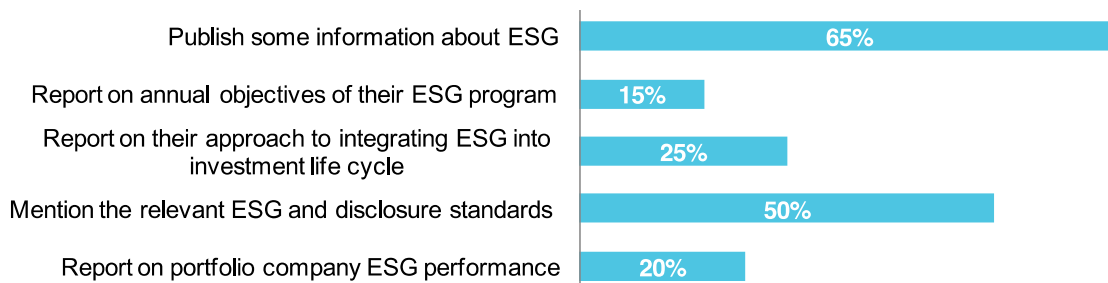 Publish some information about ESG
65%
Report on annual objectives of their ESG program
15%
Report on their approach to integrating ESG into
investment life cycle
25%
Mention the relevant ESG and disclosure standards
50%
Report on portfolio company ESG performance
20%